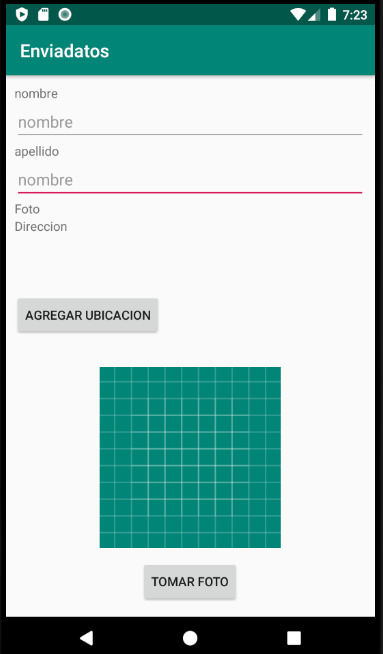 7:23
Enviadatos
nombre
nombre
apellido
nombre
Foto
Direccion
AGREGAR UBICACION
TOMAR FOTO